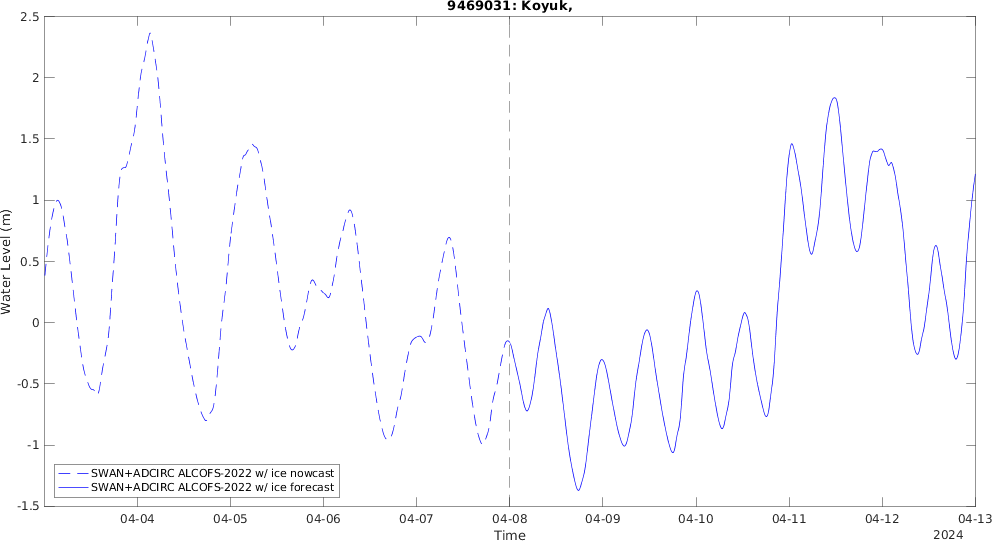 9469031: Koyuk,
2.5
2
1.5
1
0.5
0
-0.5
-1
-1.5
Water Level (m)
SWAN+ADCIRC ALCOFS-2022 w/ ice nowcast
SWAN+ADCIRC ALCOFS-2022 w/ ice forecast
04-04 04-05 04-06 04-07 04-08 04-09 04-10 04-11 04-12 04-13
Time
2024